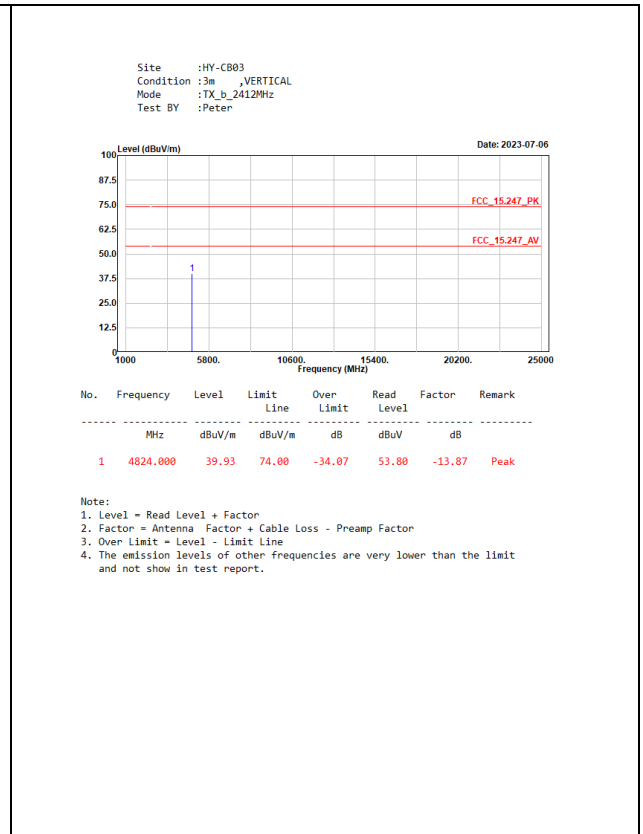 Site :HY-CB03
Condition :3m ,VERTICAL
Mode :TX_b_2412MHz
Test BY :Peter
Level (dBuV/m) Date: 2023-07-06
100
87.5
75.0 FCC_15.247_PK
62.5
FCC_15.247_AV
50.0
1
37.5
25.0
12.5
0
1000 5800. 10600. 15400. 20200. 25000
Frequency (MHz)
No. Frequency Level Limit Over Read Factor Remark
Line Limit Level
------ ----------- -------- -------- --------- --------- -------- ---------
MHz dBuV/m dBuV/m dB dBuV dB
1 4824.000 39.93 74.00 -34.07 53.80 -13.87 Peak
Note:
1. Level = Read Level + Factor
2. Factor = Antenna Factor + Cable Loss - Preamp Factor
3. Over Limit = Level - Limit Line
4. The emission levels of other frequencies are very lower than the limit
and not show in test report.